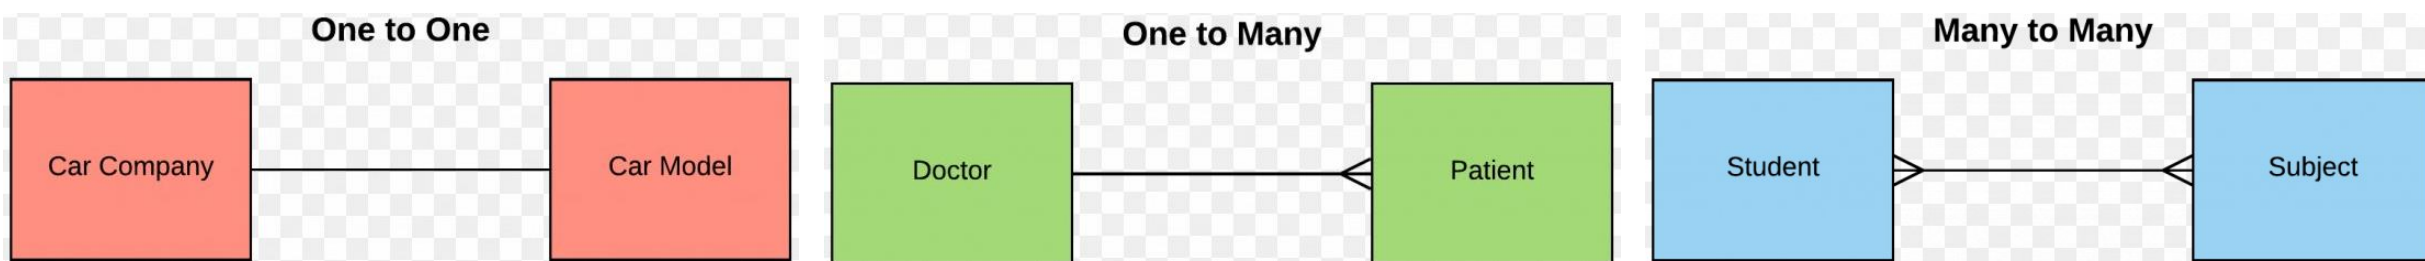 One to One
Car Company
Car Model
One to Many
Doctor
Patient
Many to Many
Student
Subject